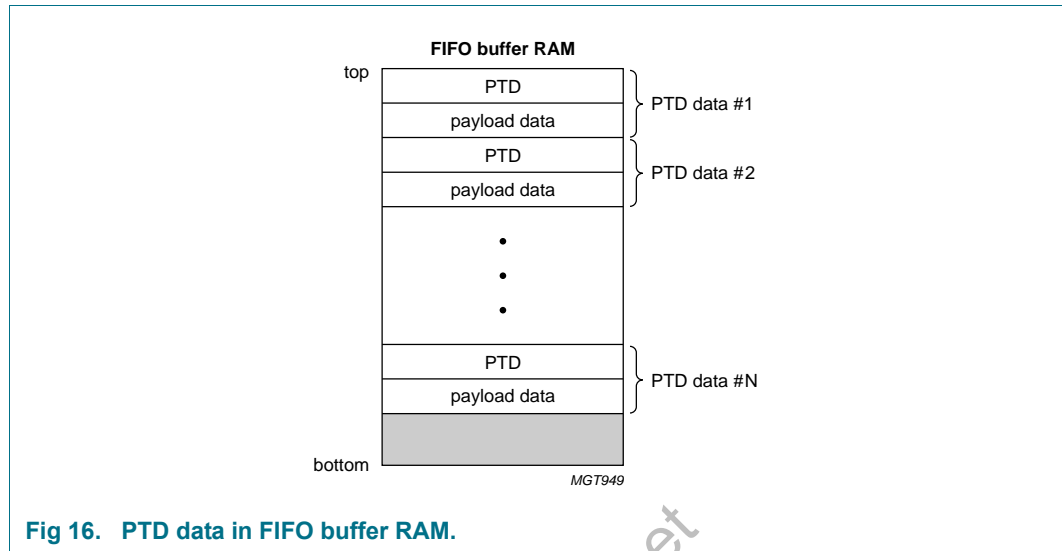 FIFO buffer RAM
top
PTD
payload data
PTD data #1
PTD
payload data
PTD data #2
PTD
payload data
PTD data #N
bottom
MGT949
Fig 16. PTD data in FIFO buffer RAM.